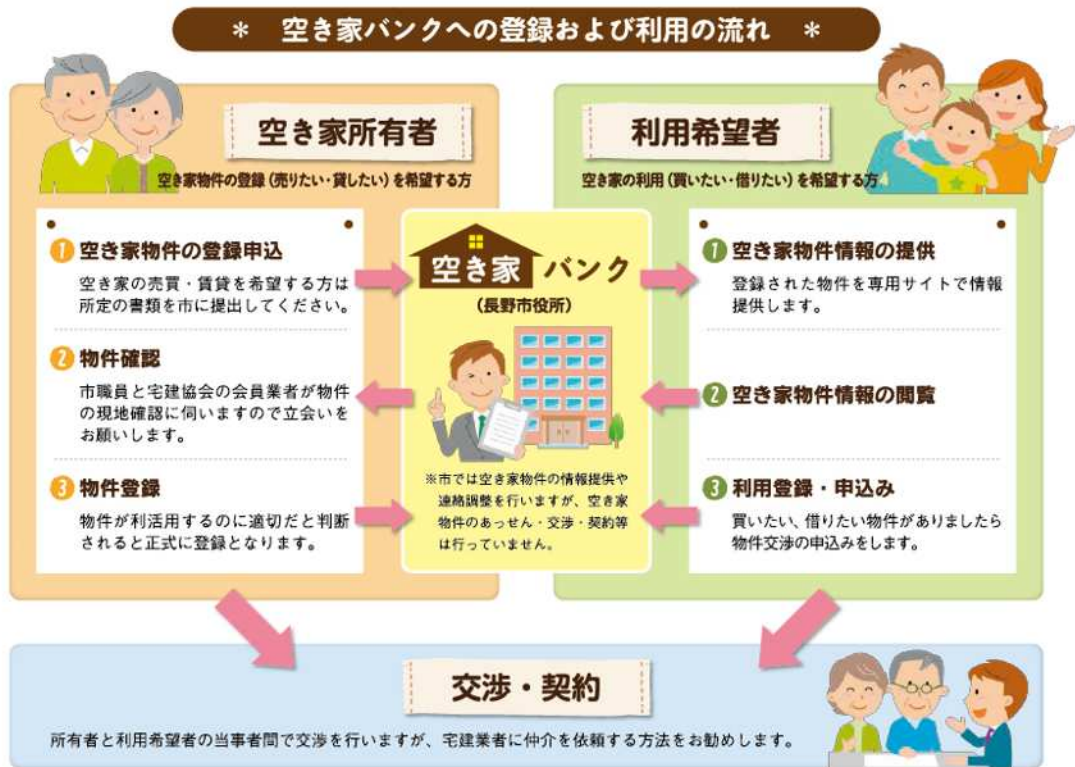 * 空き家バンクへの登録および利用の流れ *
空き家所有者
空き家物件の登録(売りたい・貸したい)を希望する方
1 空き家物件の登録申込
空き家の売買・賃貸を希望する方は
所定の書類を市に提出してください。
2 物件確認
市職員と宅建協会の会員業者が物件
の現地確認に伺いますので立会いを
お願いします。
3 物件登録
物件が利活用するのに適切だと判断
されると正式に登録となります。
空き家バンク
(長野市役所)
※市では空き家物件の情報提供や
連絡調整を行いますが、空き家
物件のあっせん・交渉・契約等
は行っていません。
利用希望者
空き家の利用(買いたい・借りたい)を希望する方
1 空き家物件情報の提供
登録された物件を専用サイトで情報
提供します。
2 空き家物件情報の閲覧
3 利用登録・申込み
買いたい、借りたい物件がありましたら
物件交渉の申込みをします。
交渉・契約
所有者と利用希望者の当事者間で交渉を行いますが、宅建業者に仲介を依頼する方法をお勧めします。